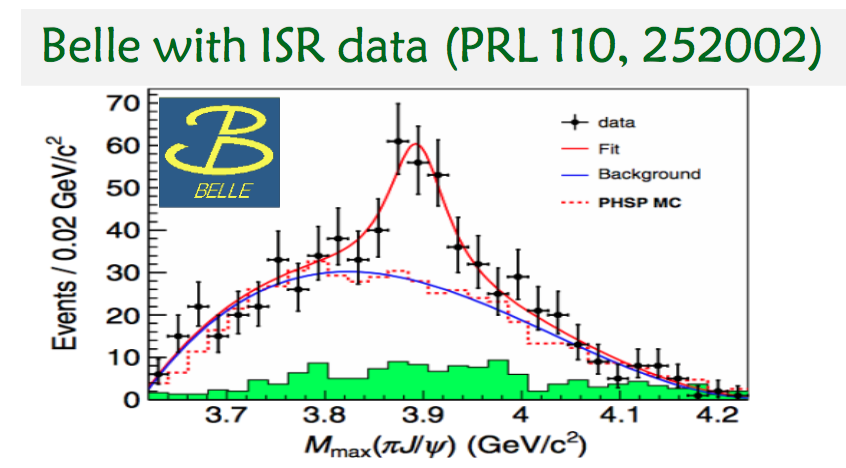 Belle with ISR data (PRL 110, 252002)
BELLE
data
Fit
Background
PHSP MC
Events / 0.02 GeV/c²
70
60
50
40
30
20
10
0
3.7 3.8 3.9 4 4.1 4.2
M_max(πJ/ψ) (GeV/c²)